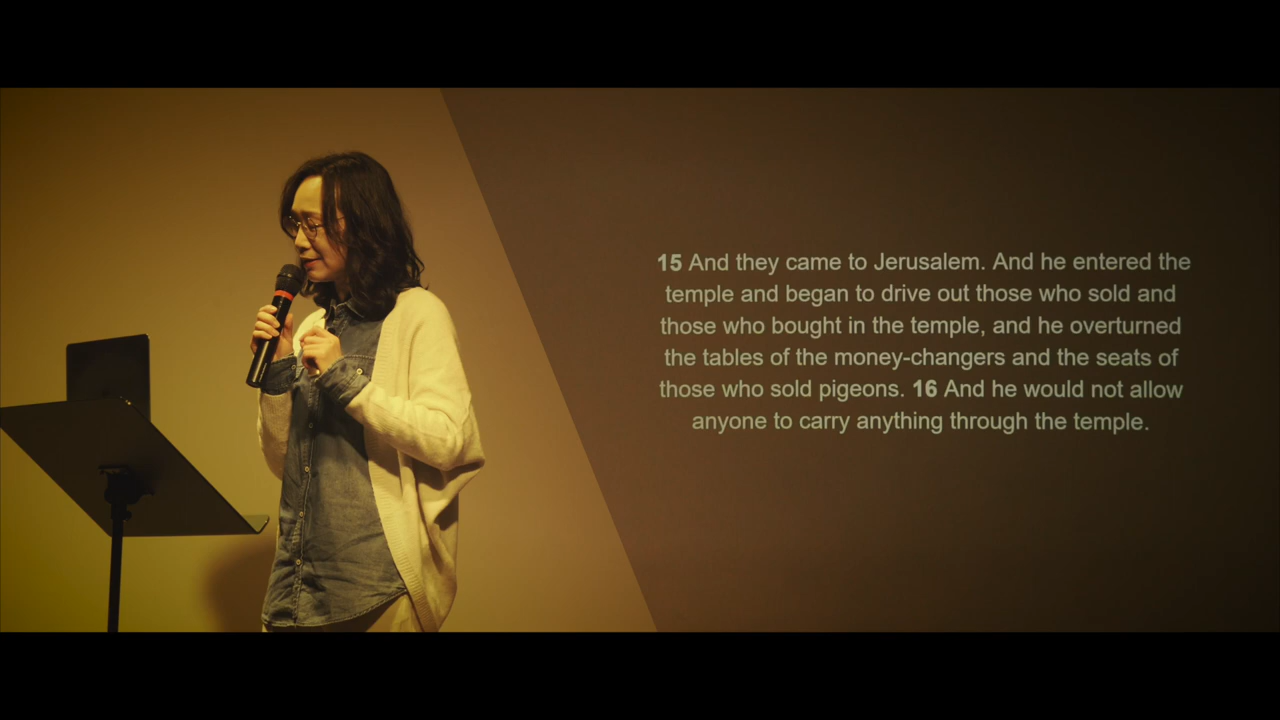 15 And they came to Jerusalem. And he entered the
temple and began to drive out those who sold and
those who bought in the temple, and he overturned
the tables of the money-changers and the seats of
those who sold pigeons. 16 And he would not allow
anyone to carry anything through the temple.